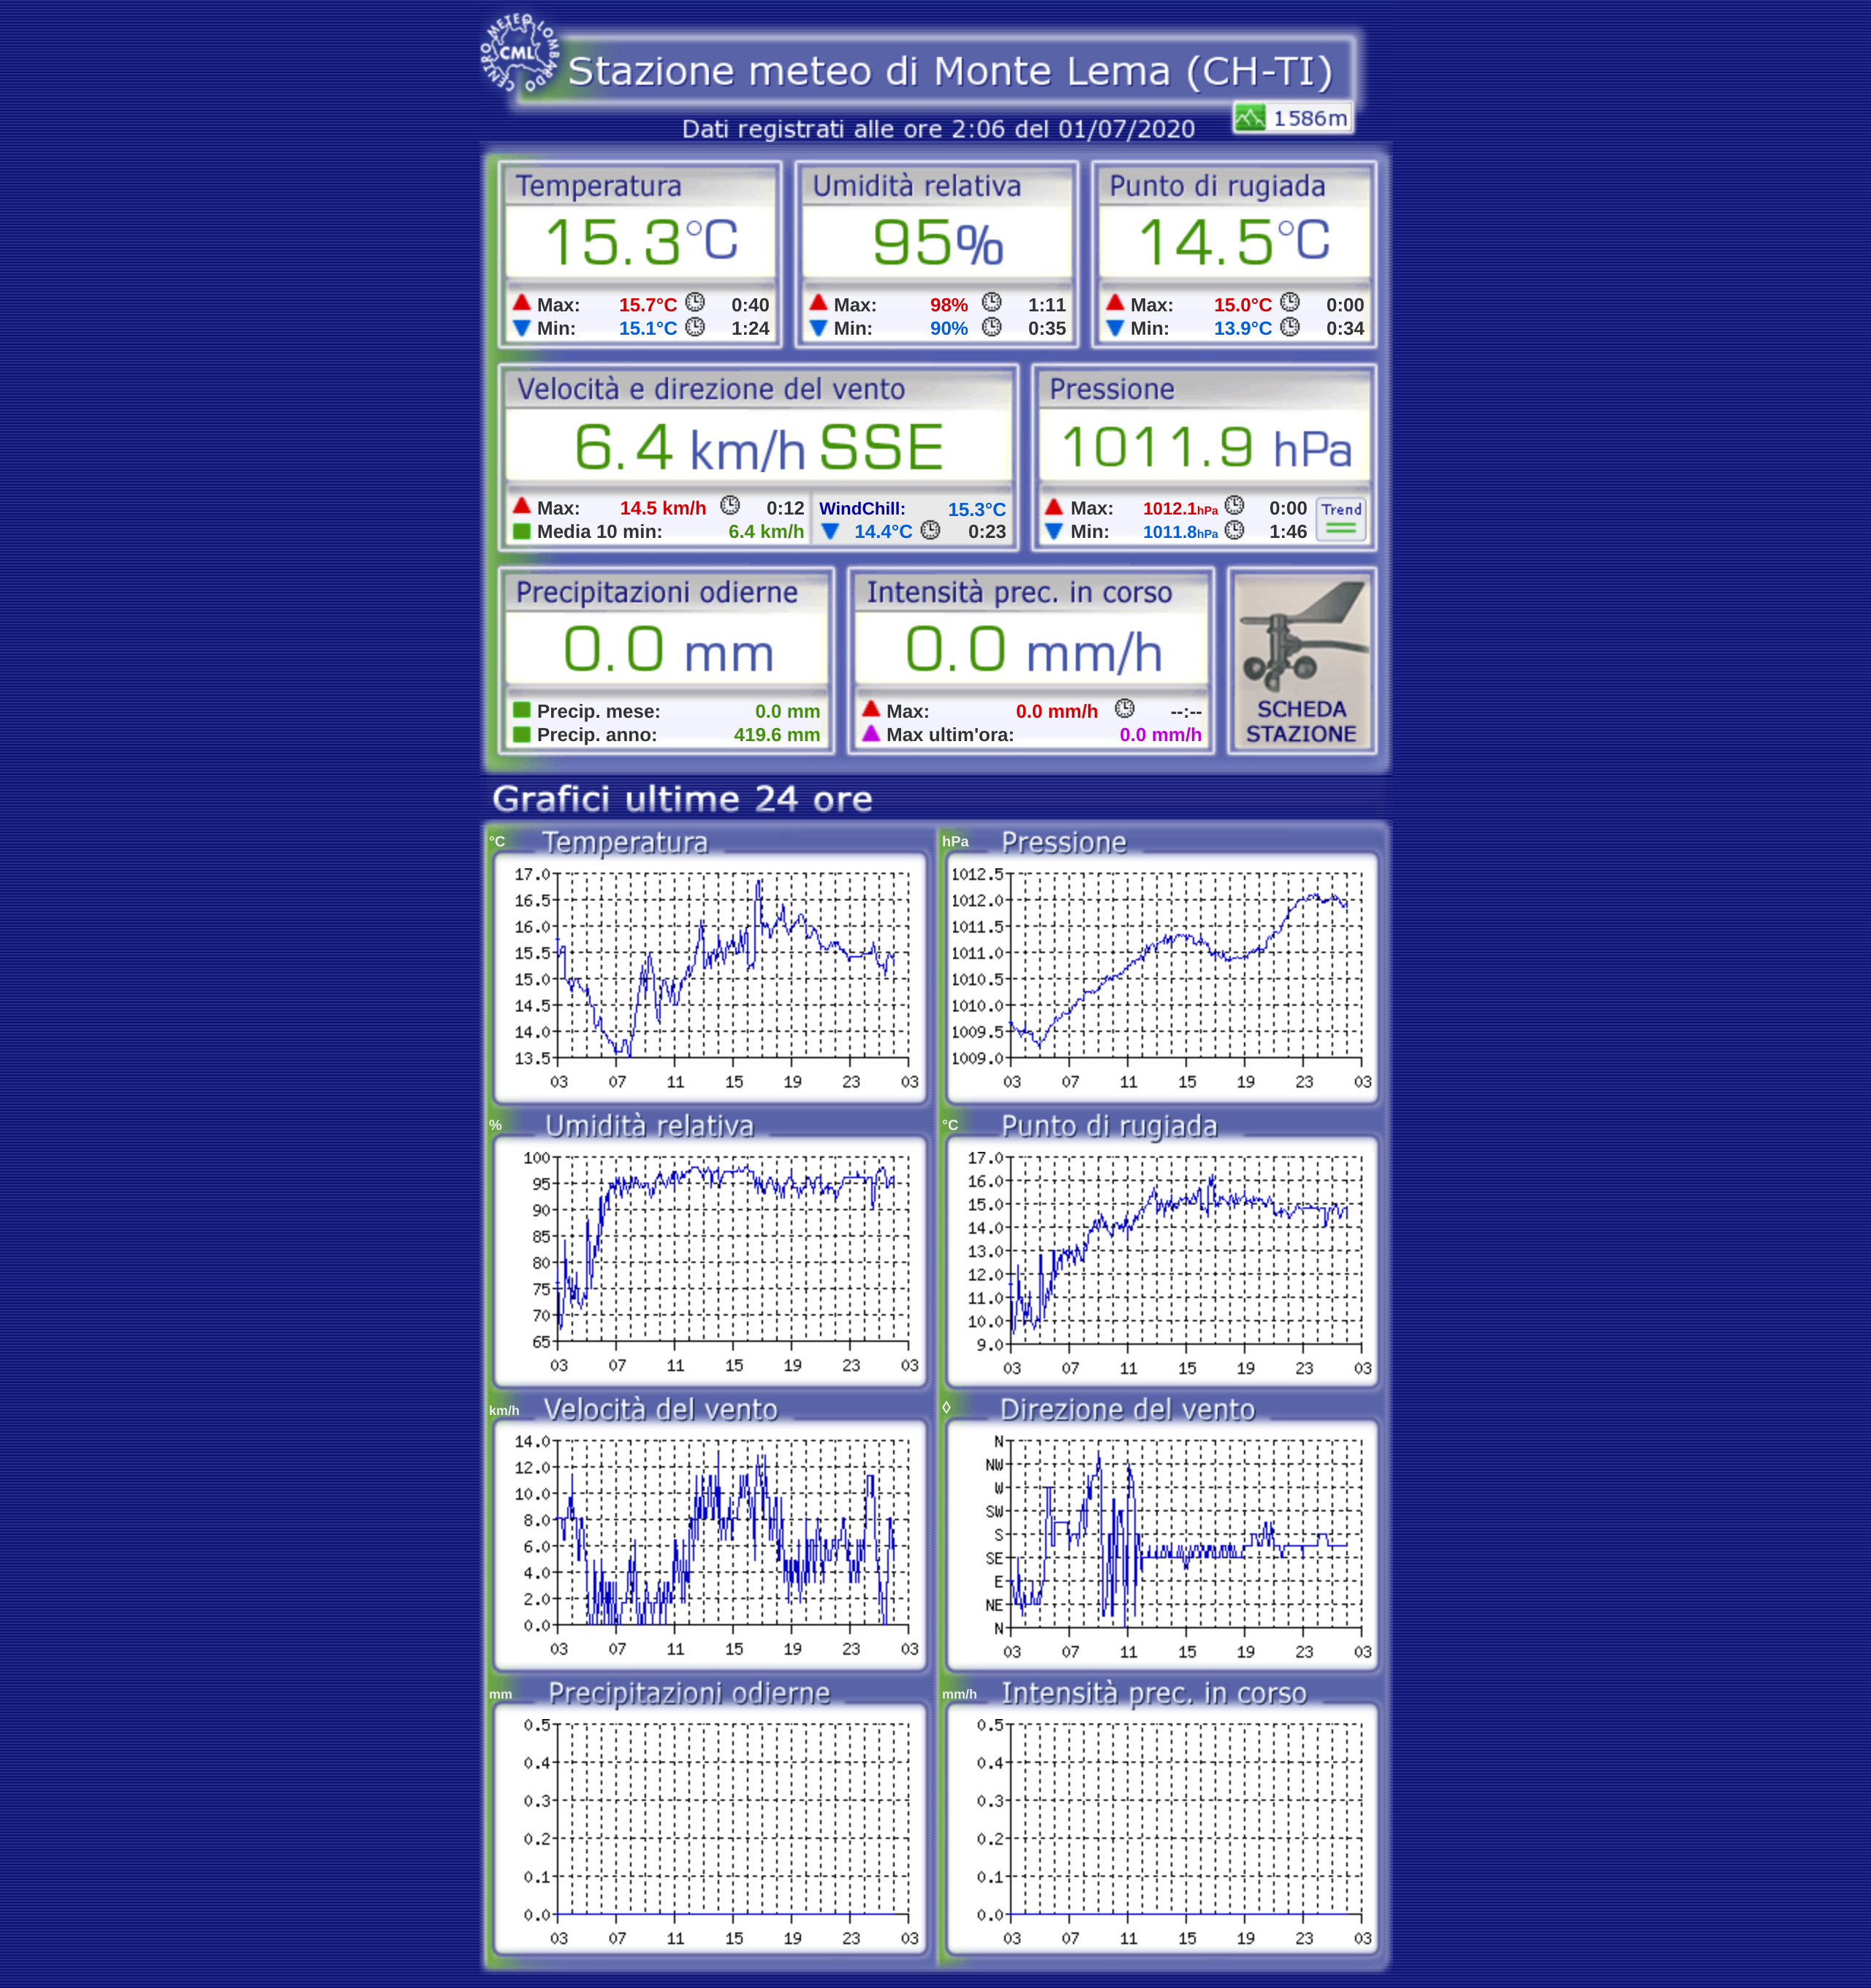 CENTRO METEO LOMBARDO
CML
Stazione meteo di Monte Lema (CH-TI)
1586m
Dati registrati alle ore 2:06 del 01/07/2020
Temperatura
15.3°C
Max: 15.7°C 0:40
Min: 15.1°C 1:24
Umidità relativa
95%
Max: 98% 1:11
Min: 90% 0:35
Punto di rugiada
14.5°C
Max: 15.0°C 0:00
Min: 13.9°C 0:34
Velocità e direzione del vento
6.4 km/h SSE
Max: 14.5 km/h 0:12
Media 10 min: 6.4 km/h
WindChill: 15.3°C
14.4°C 0:23
Pressione
1011.9 hPa
Max: 1012.1hPa 0:00
Min: 1011.8hPa 1:46
Trend
Precipitazioni odierne
0.0 mm
Precip. mese: 0.0 mm
Precip. anno: 419.6 mm
Intensità prec. in corso
0.0 mm/h
Max: 0.0 mm/h --:--
Max ultim'ora: 0.0 mm/h
SCHEDA
STAZIONE
Grafici ultime 24 ore
°C Temperatura
17.0
16.5
16.0
15.5
15.0
14.5
14.0
13.5
03 07 11 15 19 23 03
hPa Pressione
1012.5
1012.0
1011.5
1011.0
1010.5
1010.0
1009.5
1009.0
03 07 11 15 19 23 03
% Umidità relativa
100
95
90
85
80
75
70
65
03 07 11 15 19 23 03
°C Punto di rugiada
17.0
16.0
15.0
14.0
13.0
12.0
11.0
10.0
9.0
03 07 11 15 19 23 03
km/h Velocità del vento
14.0
12.0
10.0
8.0
6.0
4.0
2.0
0.0
03 07 11 15 19 23 03
◊ Direzione del vento
N
NW
W
SW
S
SE
E
NE
N
03 07 11 15 19 23 03
mm Precipitazioni odierne
0.5
0.4
0.3
0.2
0.1
0.0
03 07 11 15 19 23 03
mm/h Intensità prec. in corso
0.5
0.4
0.3
0.2
0.1
0.0
03 07 11 15 19 23 03